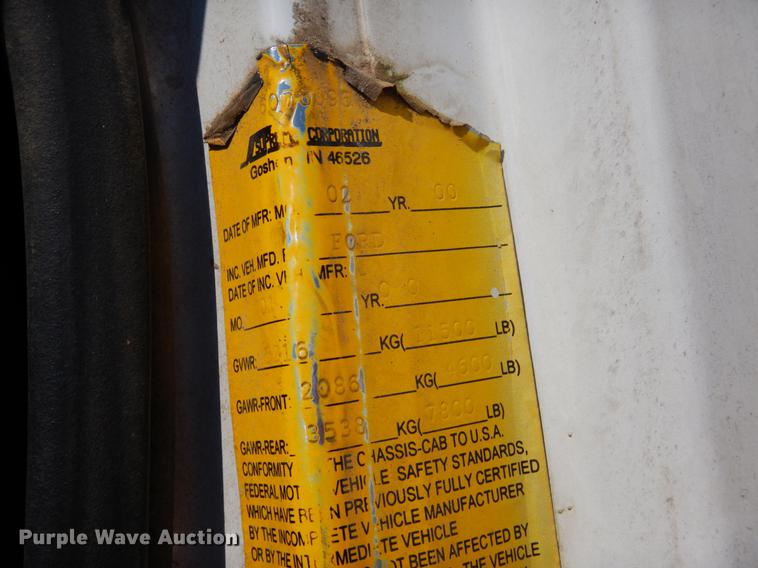 CORPORATION
Goshen IN 46526
DATE OF MFR: MO. 02 YR. 00
INC. VEH. MFD. FORD
DATE OF INC. VEH MFR:
MO. YR.
GVWR: KG( 11500 LB)
GAWR-FRONT: 2086 KG( 4600 LB)
GAWR-REAR: 3538 KG( 7800 LB)
THE CHASSIS-CAB TO U.S.A.
CONFORMITY VEHICLE SAFETY STANDARDS,
FEDERAL MOT PREVIOUSLY FULLY CERTIFIED
WHICH HAVE BEEN VEHICLE MANUFACTURER
BY THE INCOMPLETE VEHICLE
OR BY THE INTERMEDIATE
NOT BEEN AFFECTED BY
THE VEHICLE
Purple Wave Auction